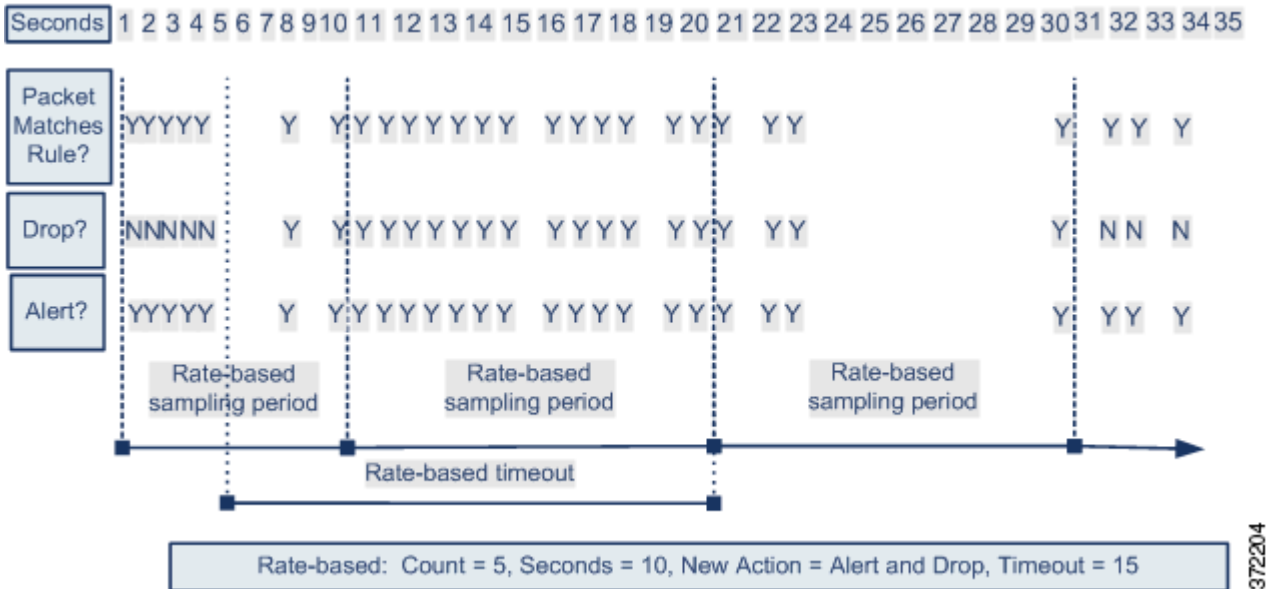 Seconds 1 2 3 4 5 6 7 8 9 10 11 12 13 14 15 16 17 18 19 20 21 22 23 24 25 26 27 28 29 30 31 32 33 34 35
Packet
Matches
Rule?
YYYYY Y Y Y Y Y Y Y Y Y Y Y Y Y Y Y Y Y Y Y Y Y Y Y
Drop?
NNNNN Y Y Y Y Y Y Y Y Y Y Y Y Y Y Y Y Y Y Y Y N N N
Alert?
YYYYY Y Y Y Y Y Y Y Y Y Y Y Y Y Y Y Y Y Y Y Y Y Y Y
Rate-based
sampling period
Rate-based
sampling period
Rate-based
sampling period
Rate-based timeout
Rate-based: Count = 5, Seconds = 10, New Action = Alert and Drop, Timeout = 15
372204